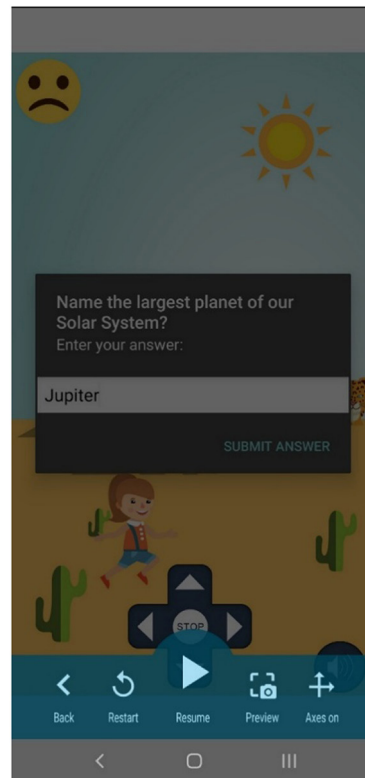 Name the largest planet of our
Solar System?
Enter your answer:
Jupiter
SUBMIT ANSWER
STOP
Back Restart Resume Preview Axes on